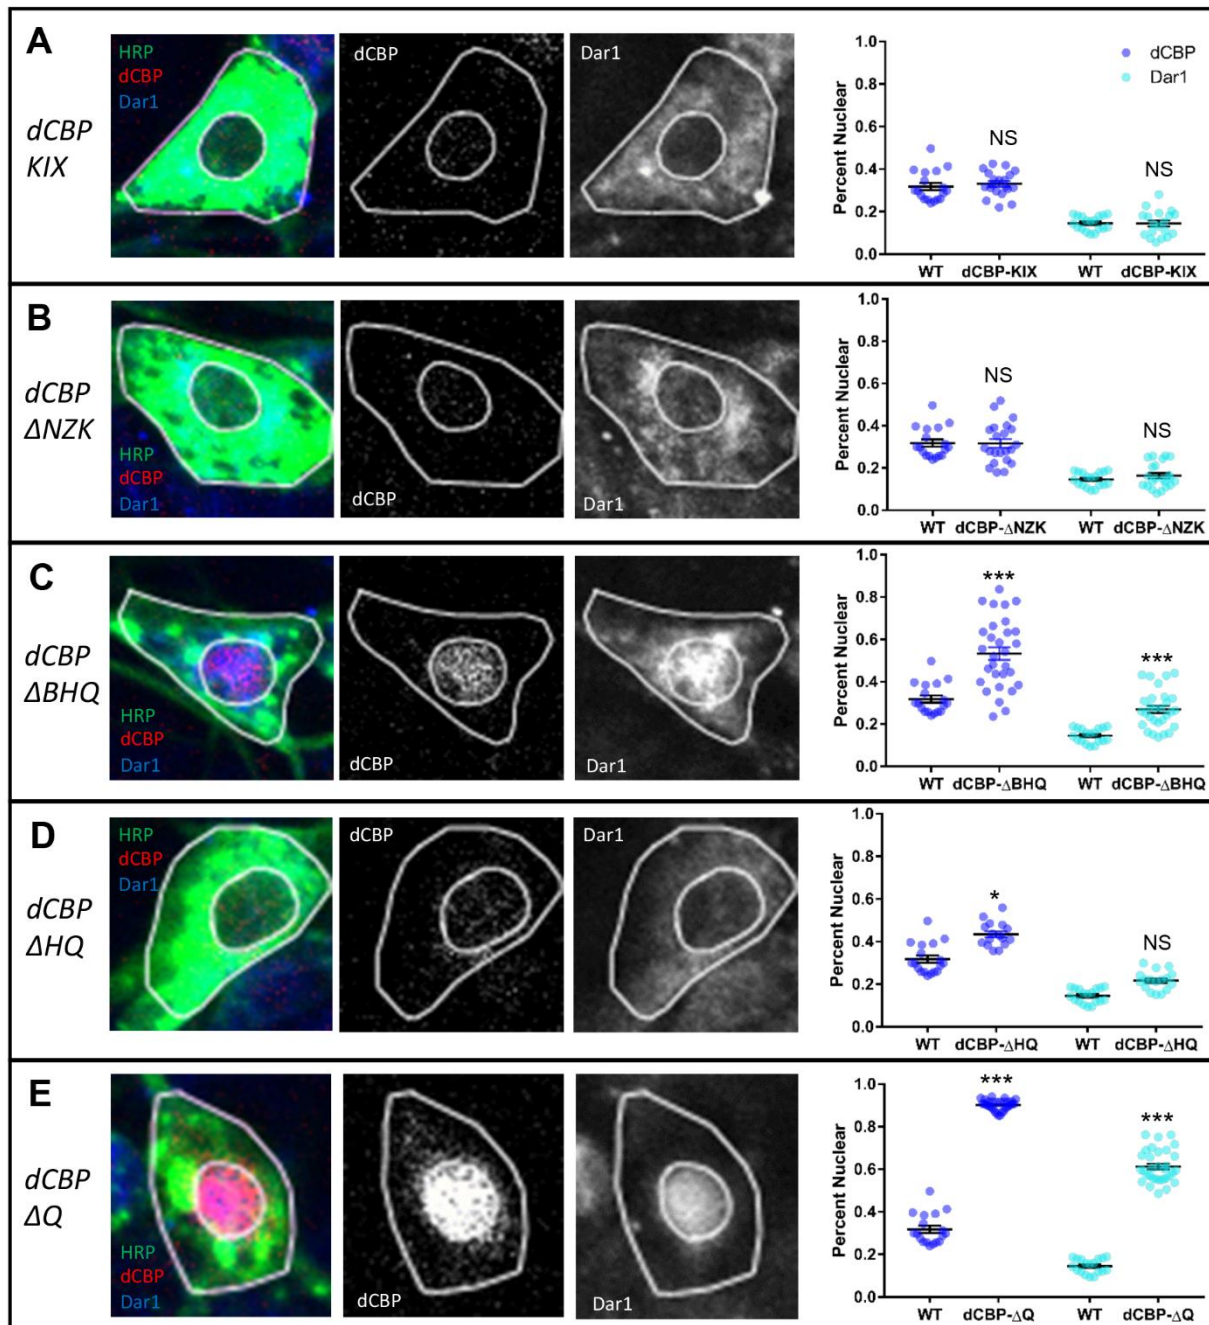 A
dCBP
KIX
HRP
dCBP
Dar1
dCBP
Dar1
Percent Nuclear
1.0
0.8
0.6
0.4
0.2
0.0
dCBP
Dar1
NS
NS
WT
dCBP-KIX
WT
dCBP-KIX
B
dCBP
ΔNZK
HRP
dCBP
Dar1
dCBP
Dar1
Percent Nuclear
1.0
0.8
0.6
0.4
0.2
0.0
NS
NS
WT
dCBP-ΔNZK
WT
dCBP-ΔNZK
C
dCBP
ΔBHQ
HRP
dCBP
Dar1
dCBP
Dar1
Percent Nuclear
1.0
0.8
0.6
0.4
0.2
0.0
***
***
WT
dCBP-ΔBHQ
WT
dCBP-ΔBHQ
D
dCBP
ΔHQ
HRP
dCBP
Dar1
dCBP
Dar1
Percent Nuclear
1.0
0.8
0.6
0.4
0.2
0.0
*
NS
WT
dCBP-ΔHQ
WT
dCBP-ΔHQ
E
dCBP
ΔQ
HRP
dCBP
Dar1
dCBP
Dar1
Percent Nuclear
1.0
0.8
0.6
0.4
0.2
0.0
***
***
WT
dCBP-ΔQ
WT
dCBP-ΔQ